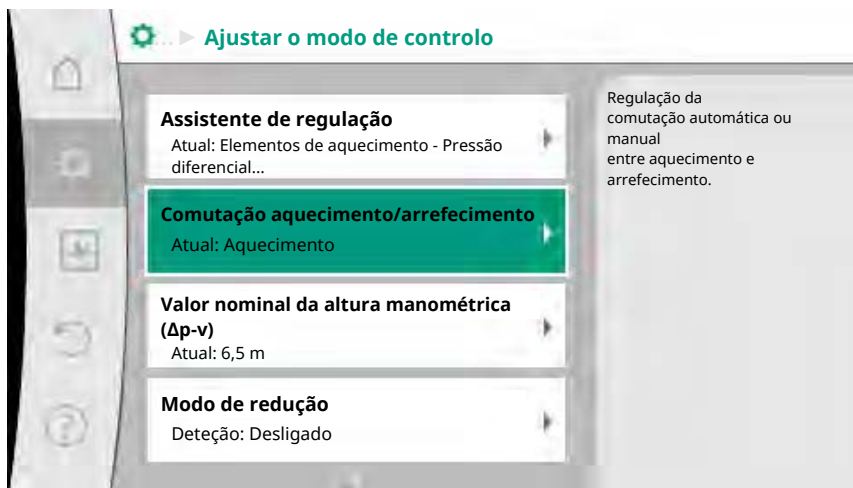 Ajustar o modo de controlo
Assistente de regulação
Atual: Elementos de aquecimento - Pressão
diferencial...
Comutação aquecimento/arrefecimento
Atual: Aquecimento
Valor nominal da altura manométrica
(Δp-v)
Atual: 6,5 m
Modo de redução
Deteção: Desligado
Regulação da
comutação automática ou
manual
entre aquecimento e
arrefecimento.